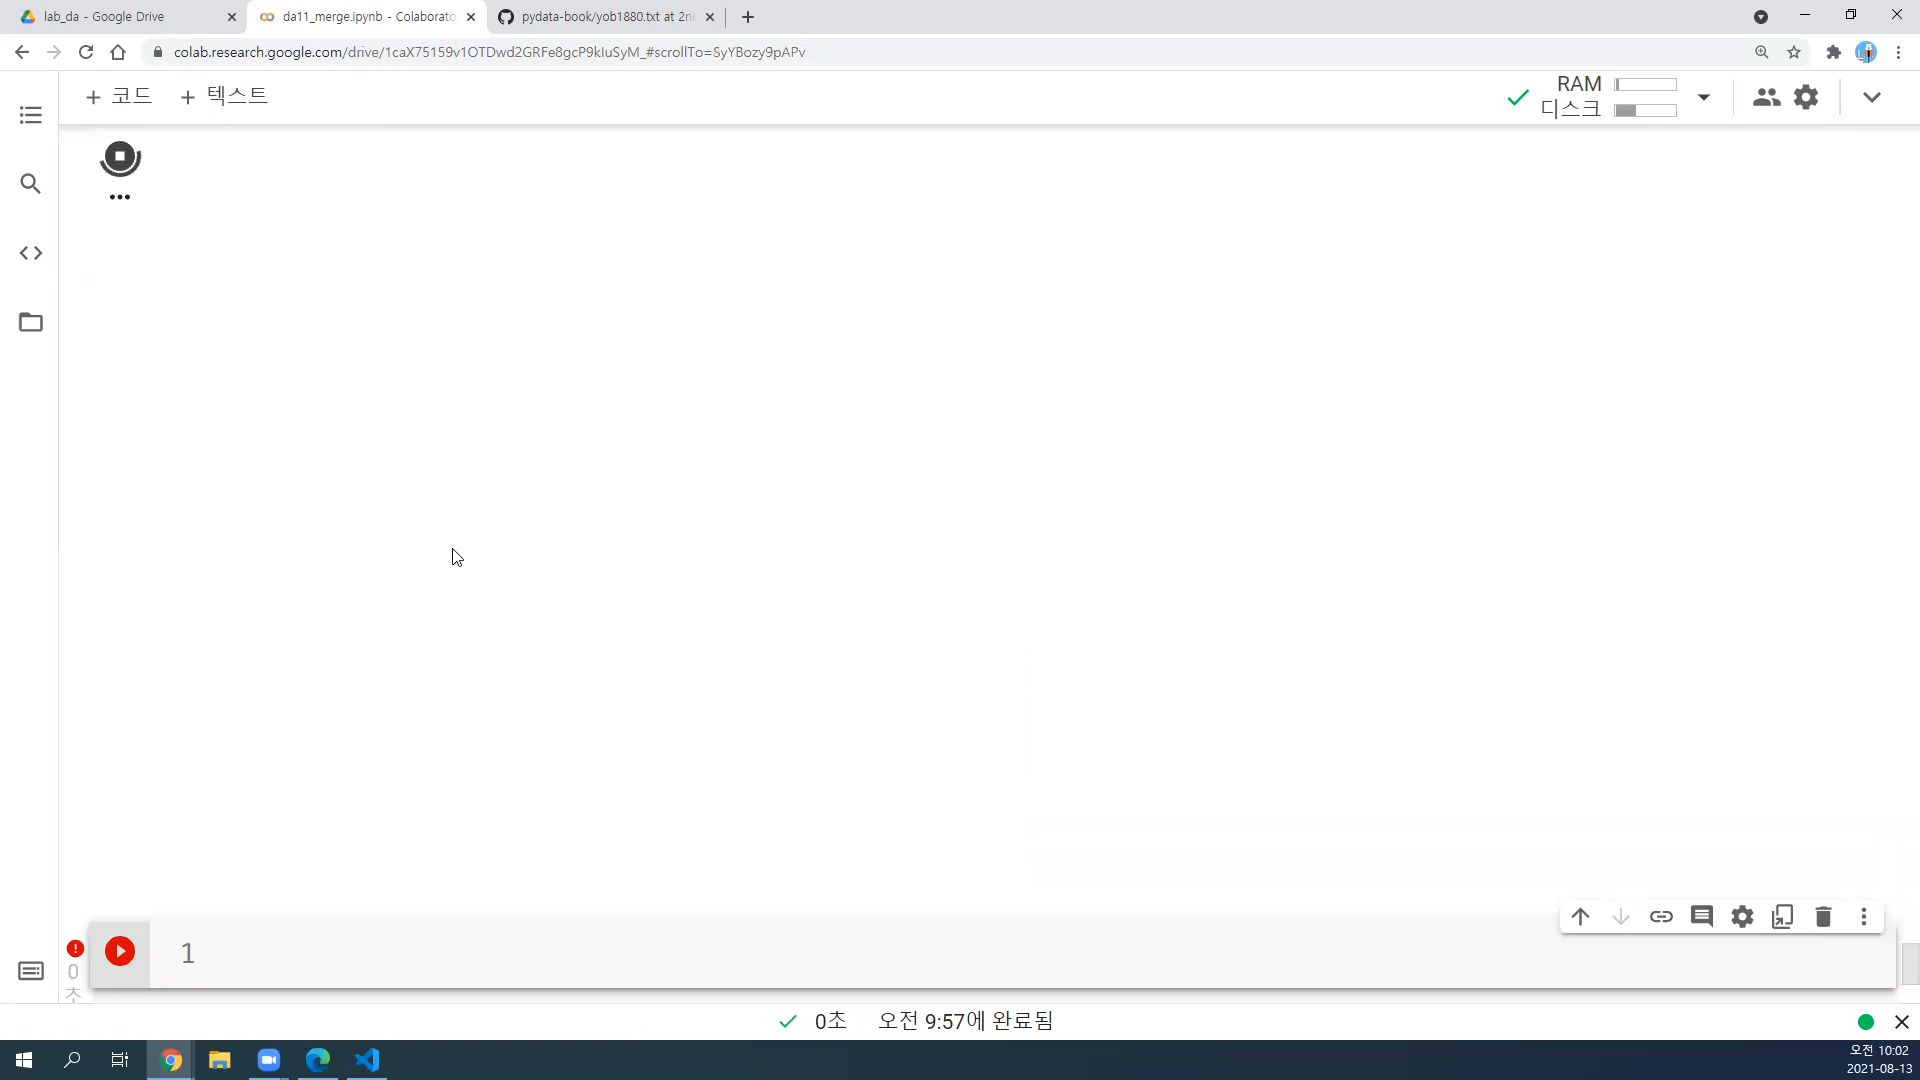 lab_da - Google Drive
da11_merge.ipynb - Colaborato
pydata-book/yob1880.txt at 2n
colab.research.google.com/drive/1caX75159v1OTDwd2GRFe8gcP9kIuSyM_#scrollTo=SyYBozy9pAPv
+ 코드
+ 텍스트
RAM
디스크
1
0
초
0초
오전 9:57에 완료됨
오전 10:02
2021-08-13